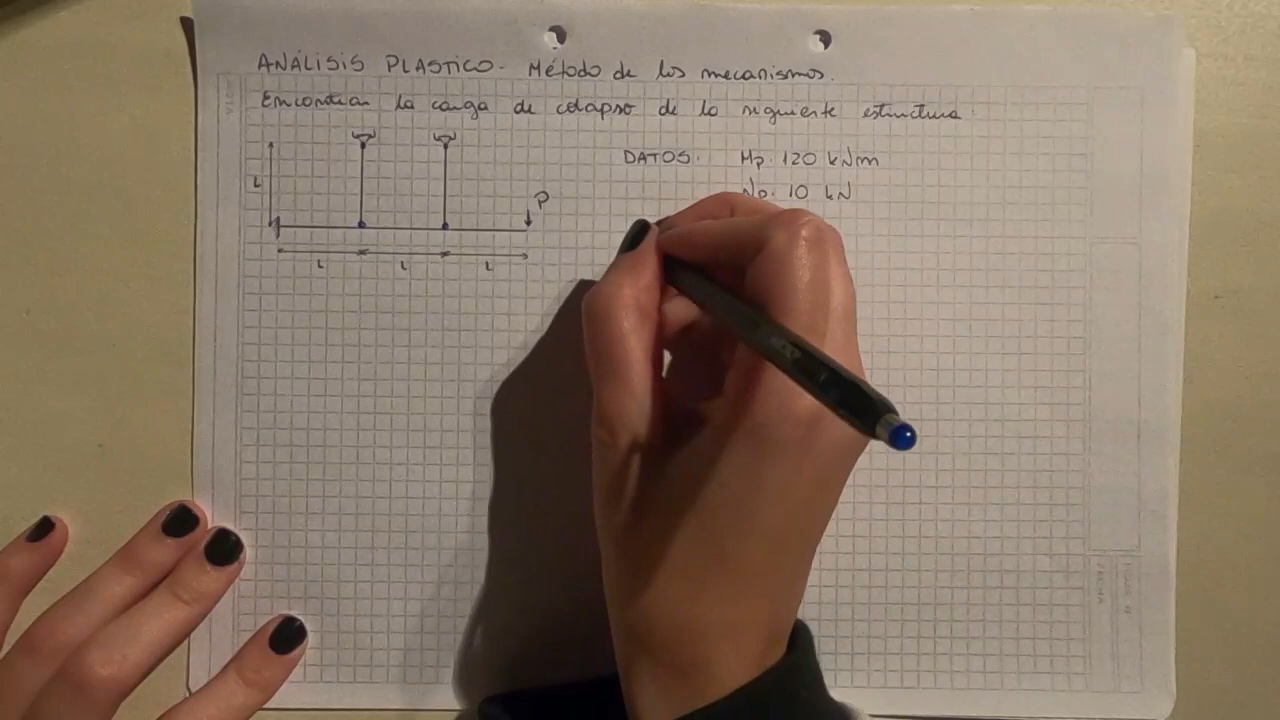 ANÁLISIS PLASTICO - Método de los mecanismos.
Encontrar la carga de colapso de la siguiente estructura.
DATOS. Mp. 120 kNm
P
No. 10 kN
L
L L L